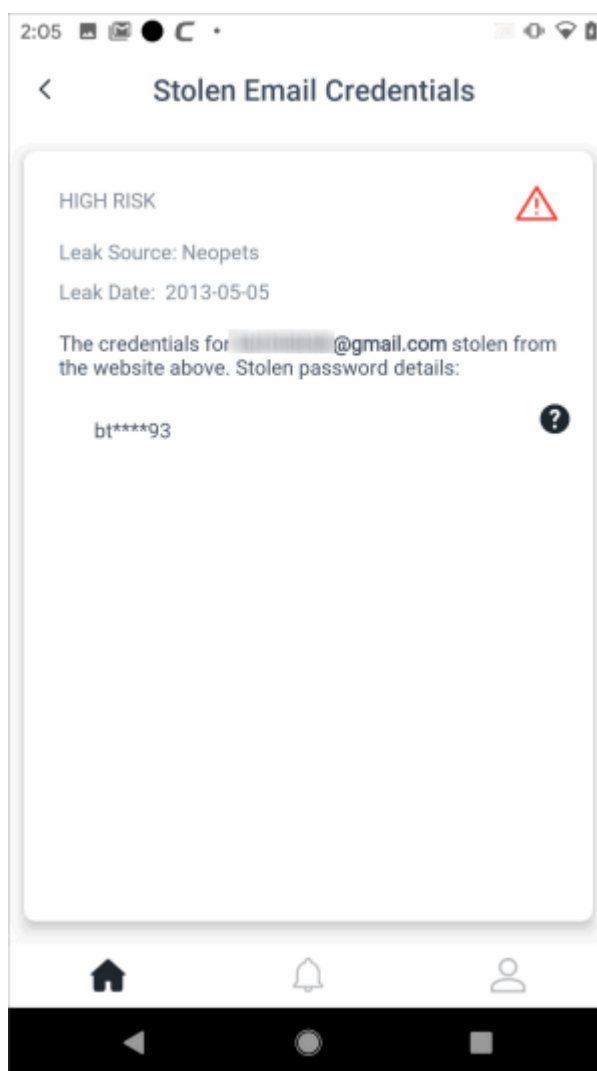 2:05
Stolen Email Credentials
HIGH RISK
Leak Source: Neopets
Leak Date: 2013-05-05
The credentials for @gmail.com stolen from
the website above. Stolen password details:
bt****93